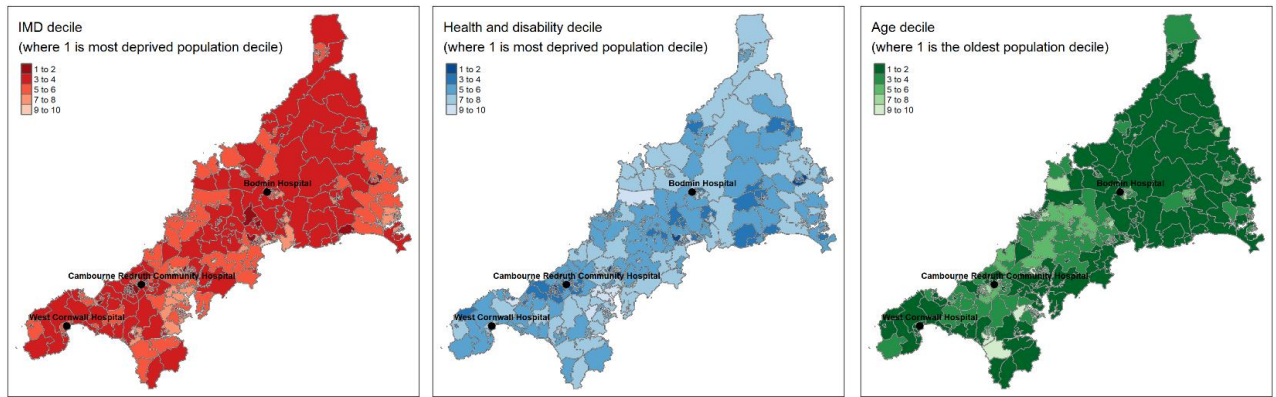 IMD decile
(where 1 is most deprived population decile)
1 to 2
3 to 4
5 to 6
7 to 8
9 to 10
Bodmin Hospital
Cambourne Redruth Community Hospital
West Cornwall Hospital
Health and disability decile
(where 1 is most deprived population decile)
1 to 2
3 to 4
5 to 6
7 to 8
9 to 10
Bodmin Hospital
Cambourne Redruth Community Hospital
West Cornwall Hospital
Age decile
(where 1 is the oldest population decile)
1 to 2
3 to 4
5 to 6
7 to 8
9 to 10
Bodmin Hospital
Cambourne Redruth Community Hospital
West Cornwall Hospital